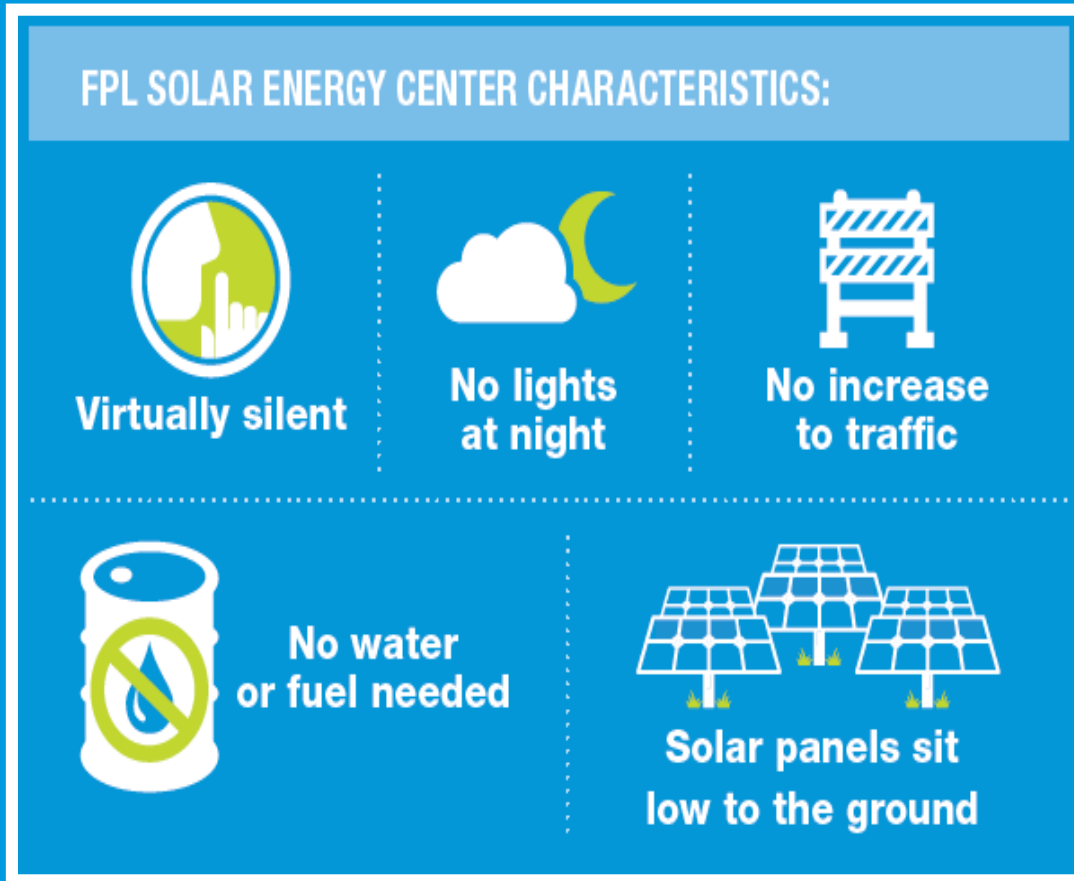 FPL SOLAR ENERGY CENTER CHARACTERISTICS:
Virtually silent
No lights
at night
No increase
to traffic
No water
or fuel needed
Solar panels sit
low to the ground